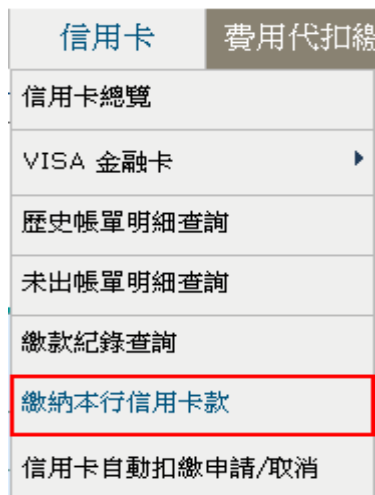 信用卡 費用代扣繳
信用卡總覽
VISA 金融卡
歷史帳單明細查詢
未出帳單明細查詢
繳款紀錄查詢
繳納本行信用卡款
信用卡自動扣繳申請/取消